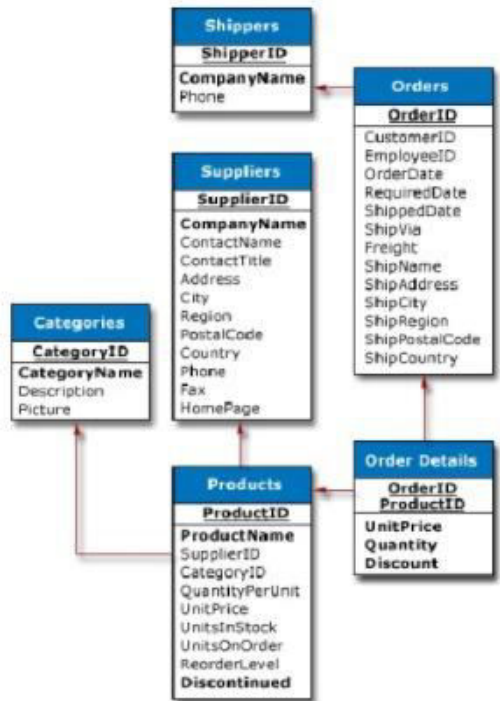 Shippers
ShipperID
CompanyName
Phone
Orders
OrderID
CustomerID
EmployeeID
OrderDate
RequiredDate
ShippedDate
ShipVia
Freight
ShipName
ShipAddress
ShipCity
ShipRegion
ShipPostalCode
ShipCountry
Suppliers
SupplierID
CompanyName
ContactName
ContactTitle
Address
City
Region
PostalCode
Country
Phone
Fax
HomePage
Categories
CategoryID
CategoryName
Description
Picture
Products
ProductID
ProductName
SupplierID
CategoryID
QuantityPerUnit
UnitPrice
UnitsInStock
UnitsOnOrder
ReorderLevel
Discontinued
Order Details
OrderID
ProductID
UnitPrice
Quantity
Discount